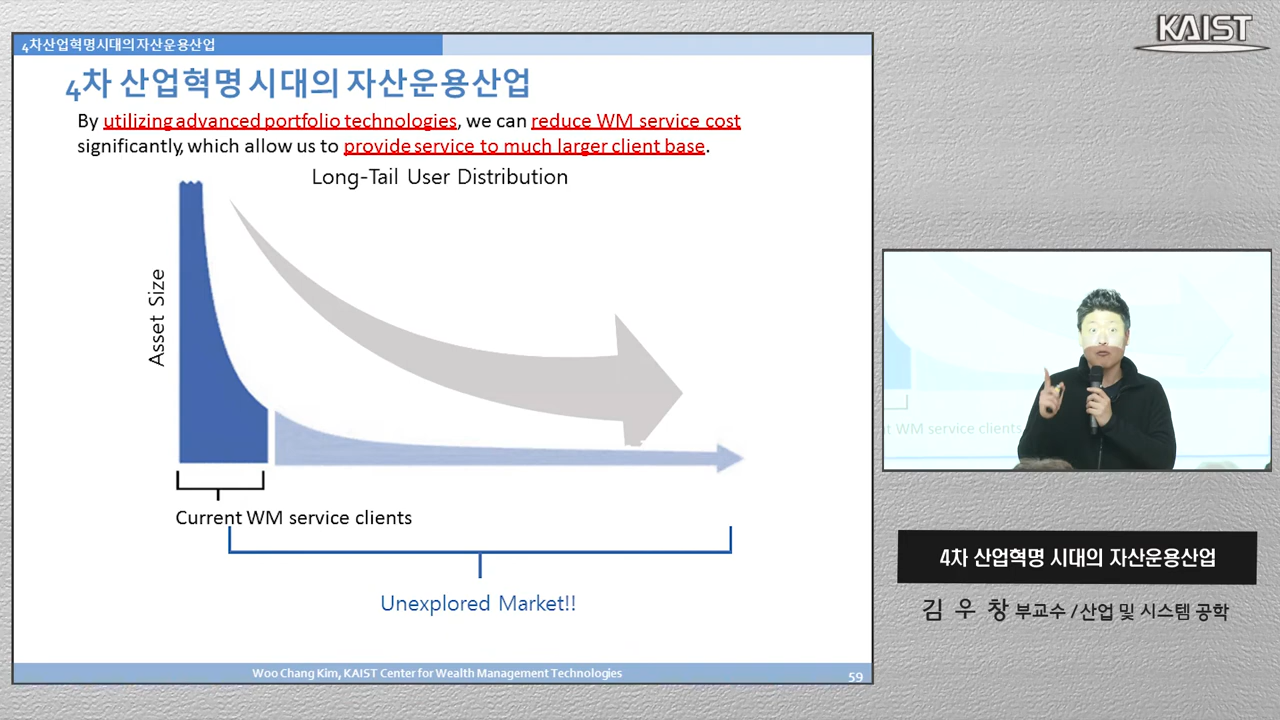 KAIST
4차산업혁명시대의자산운용산업
4차 산업혁명 시대의 자산운용산업
By utilizing advanced portfolio technologies, we can reduce WM service cost
significantly, which allow us to provide service to much larger client base.
Long-Tail User Distribution
Asset Size
Current WM service clients
Unexplored Market!!
Woo Chang Kim, KAIST Center for Wealth Management Technologies
59
WM service clients
4차 산업혁명 시대의 자산운용산업
김 우 창 부교수 / 산업 및 시스템 공학